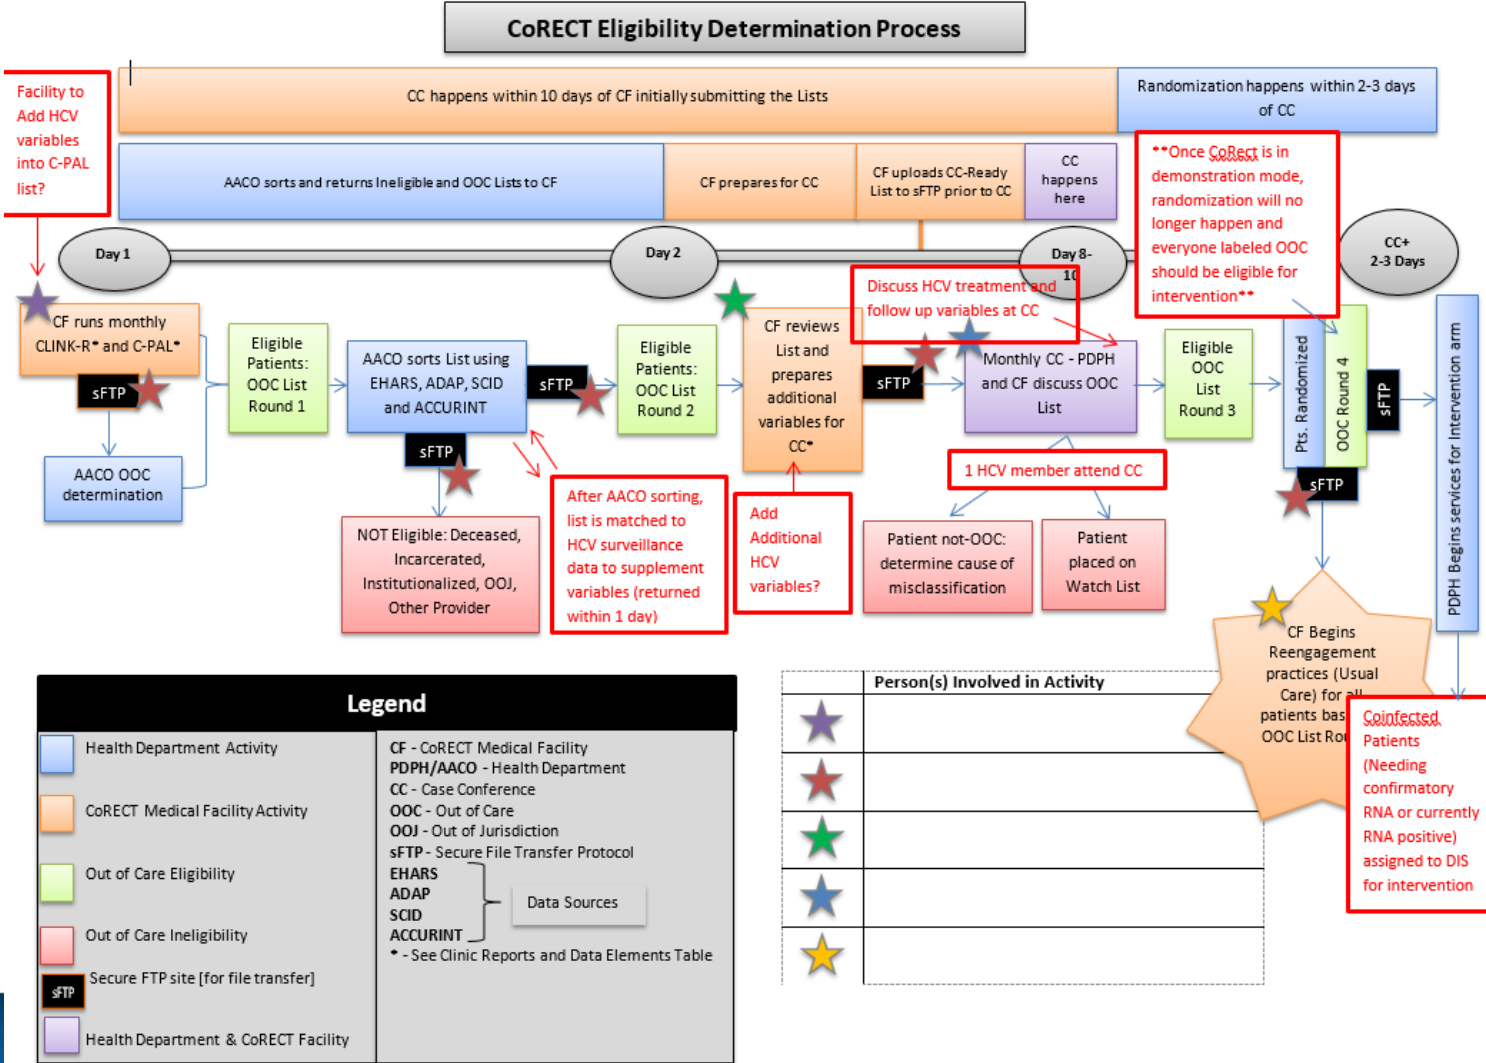 CoRECT Eligibility Determination Process
Facility to
Add HCV
variables
into C-PAL
list?
CC happens within 10 days of CF initially submitting the Lists
Randomization happens within 2-3 days
of CC
AACO sorts and returns Ineligible and OOC Lists to CF
CF prepares for CC
CF uploads CC-Ready
List to sFTP prior to CC
CC
happens
here
**Once CoRect is in
demonstration mode,
randomization will no
longer happen and
everyone labeled OOC
should be eligible for
intervention**
Day 1
Day 2
Day 8-
10
CC+
2-3 Days
Discuss HCV treatment and
follow up variables at CC
CF runs monthly
CLINK-R* and C-PAL*
sFTP
AACO OOC
determination
Eligible
Patients:
OOC List
Round 1
AACO sorts List using
EHARS, ADAP, SCID
and ACCURINT
sFTP
sFTP
NOT Eligible: Deceased,
Incarcerated,
Institutionalized, OOJ,
Other Provider
After AACO sorting,
list is matched to
HCV surveillance
data to supplement
variables (returned
within 1 day)
Eligible
Patients:
OOC List
Round 2
CF reviews
List and
prepares
additional
variables for
CC*
Add
Additional
HCV
variables?
sFTP
Monthly CC - PDPH
and CF discuss OOC
List
1 HCV member attend CC
Patient not-OOC:
determine cause of
misclassification
Patient
placed on
Watch List
Eligible
OOC
List
Round 3
Pts. Randomized
OOC Round 4
sFTP
sFTP
PDPH Begins services for Intervention arm
CF Begins
Reengagement
practices (Usual
Care) for all
patients bas
OOC List Rou
Coinfected
Patients
(Needing
confirmatory
RNA or currently
RNA positive)
assigned to DIS
for intervention
Legend
Health Department Activity
CoRECT Medical Facility Activity
Out of Care Eligibility
Out of Care Ineligibility
sFTP
Secure FTP site [for file transfer]
Health Department & CoRECT Facility
CF - CoRECT Medical Facility
PDPH/AACO - Health Department
CC - Case Conference
OOC - Out of Care
OOJ - Out of Jurisdiction
sFTP - Secure File Transfer Protocol
EHARS
ADAP
SCID
ACCURINT
Data Sources
* - See Clinic Reports and Data Elements Table
Person(s) Involved in Activity